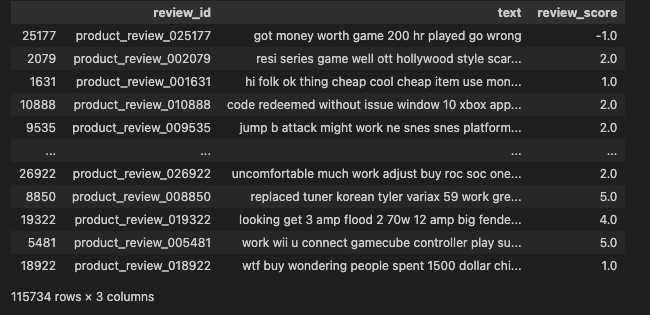 review_id text review_score
25177 product_review_025177 got money worth game 200 hr played go wrong -1.0
2079 product_review_002079 resi series game well ott hollywood style scar... 2.0
1631 product_review_001631 hi folk ok thing cheap cool cheap item use mon... 1.0
10888 product_review_010888 code redeemed without issue window 10 xbox app... 2.0
9535 product_review_009535 jump b attack might work ne snes snes platform... 2.0
... ... ... ...
26922 product_review_026922 uncomfortable much work adjust buy roc soc one... 2.0
8850 product_review_008850 replaced tuner korean tyler variax 59 work gre... 5.0
19322 product_review_019322 looking get 3 amp flood 2 70w 12 amp big fende... 4.0
5481 product_review_005481 work wii u connect gamecube controller play su... 5.0
18922 product_review_018922 wtf buy wondering people spent 1500 dollar chi... 1.0
115734 rows × 3 columns